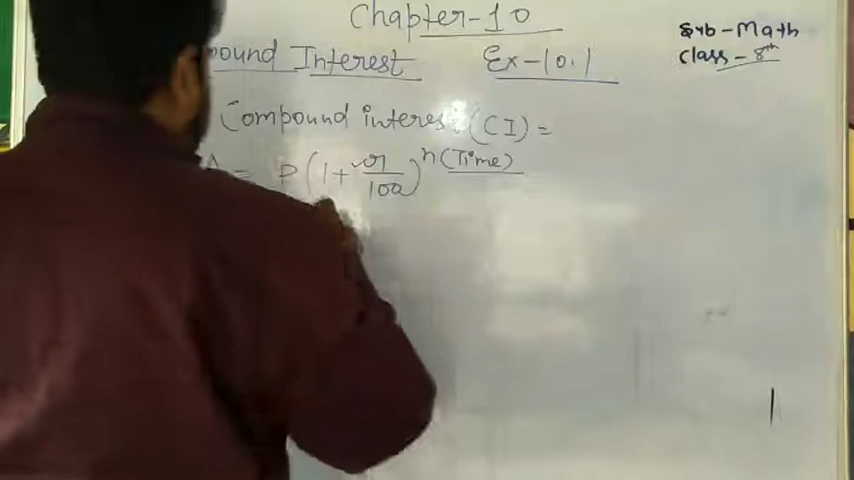 Chapter-10
Sub-Math
ound Interest Ex-10.1
Class-8th
Compound interest (CI) =
A = P(1+r/100)^n(Time)